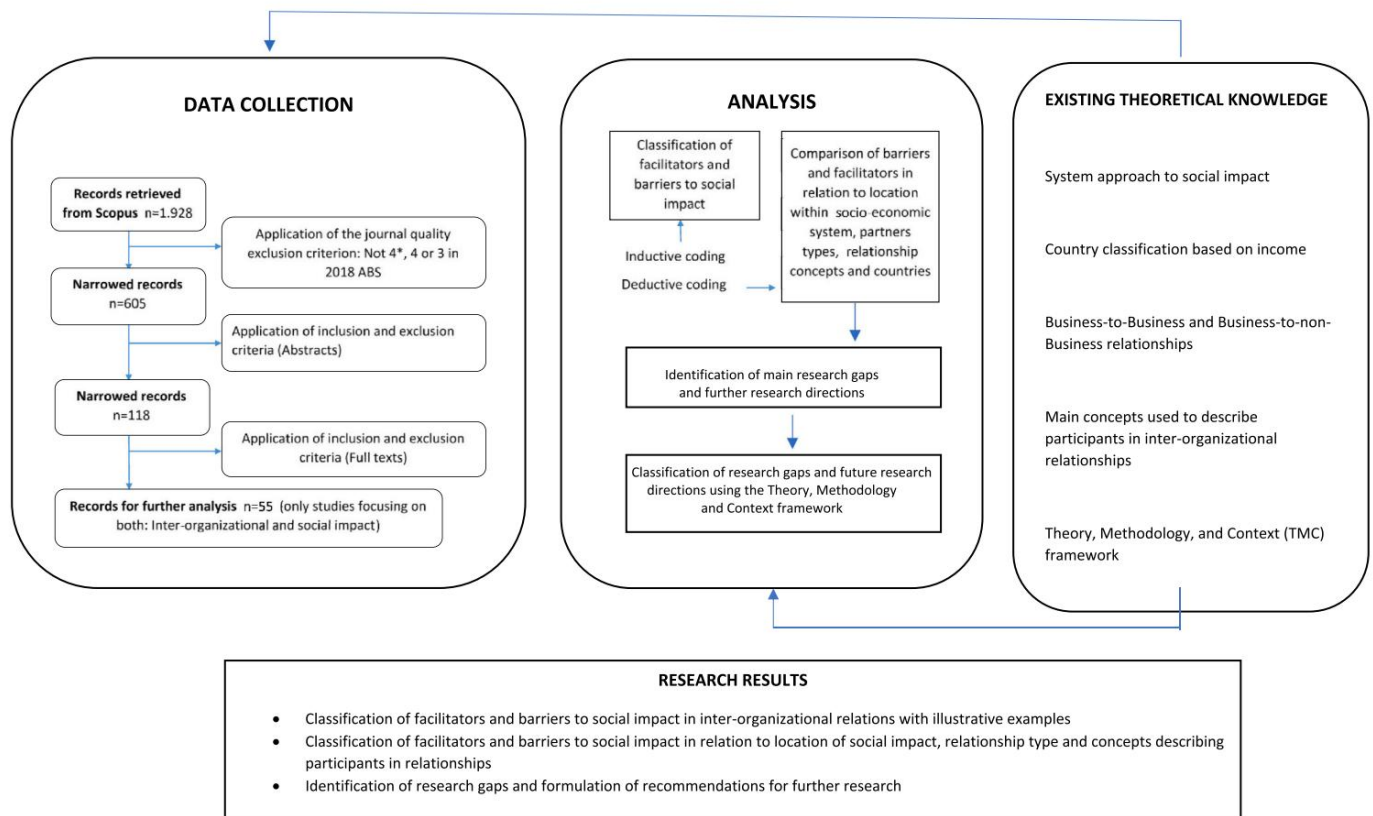 DATA COLLECTION
Records retrieved
from Scopus n=1.928
Application of the journal quality
exclusion criterion: Not 4*, 4 or 3 in
2018 ABS
Narrowed records
n=605
Application of inclusion and exclusion
criteria (Abstracts)
Narrowed records
n=118
Application of inclusion and exclusion
criteria (Full texts)
Records for further analysis n=55 (only studies focusing on
both: Inter-organizational and social impact)
ANALYSIS
Classification of
facilitators and
barriers to social
impact
Inductive coding
Deductive coding
Comparison of barriers
and facilitators in
relation to location
within socio-economic
system, partners
types, relationship
concepts and countries
Identification of main research gaps
and further research directions
Classification of research gaps and future research
directions using the Theory, Methodology
and Context framework
EXISTING THEORETICAL KNOWLEDGE
System approach to social impact
Country classification based on income
Business-to-Business and Business-to-non-
Business relationships
Main concepts used to describe
participants in inter-organizational
relationships
Theory, Methodology, and Context (TMC)
framework
RESEARCH RESULTS
• Classification of facilitators and barriers to social impact in inter-organizational relations with illustrative examples
• Classification of facilitators and barriers to social impact in relation to location of social impact, relationship type and concepts describing
participants in relationships
• Identification of research gaps and formulation of recommendations for further research